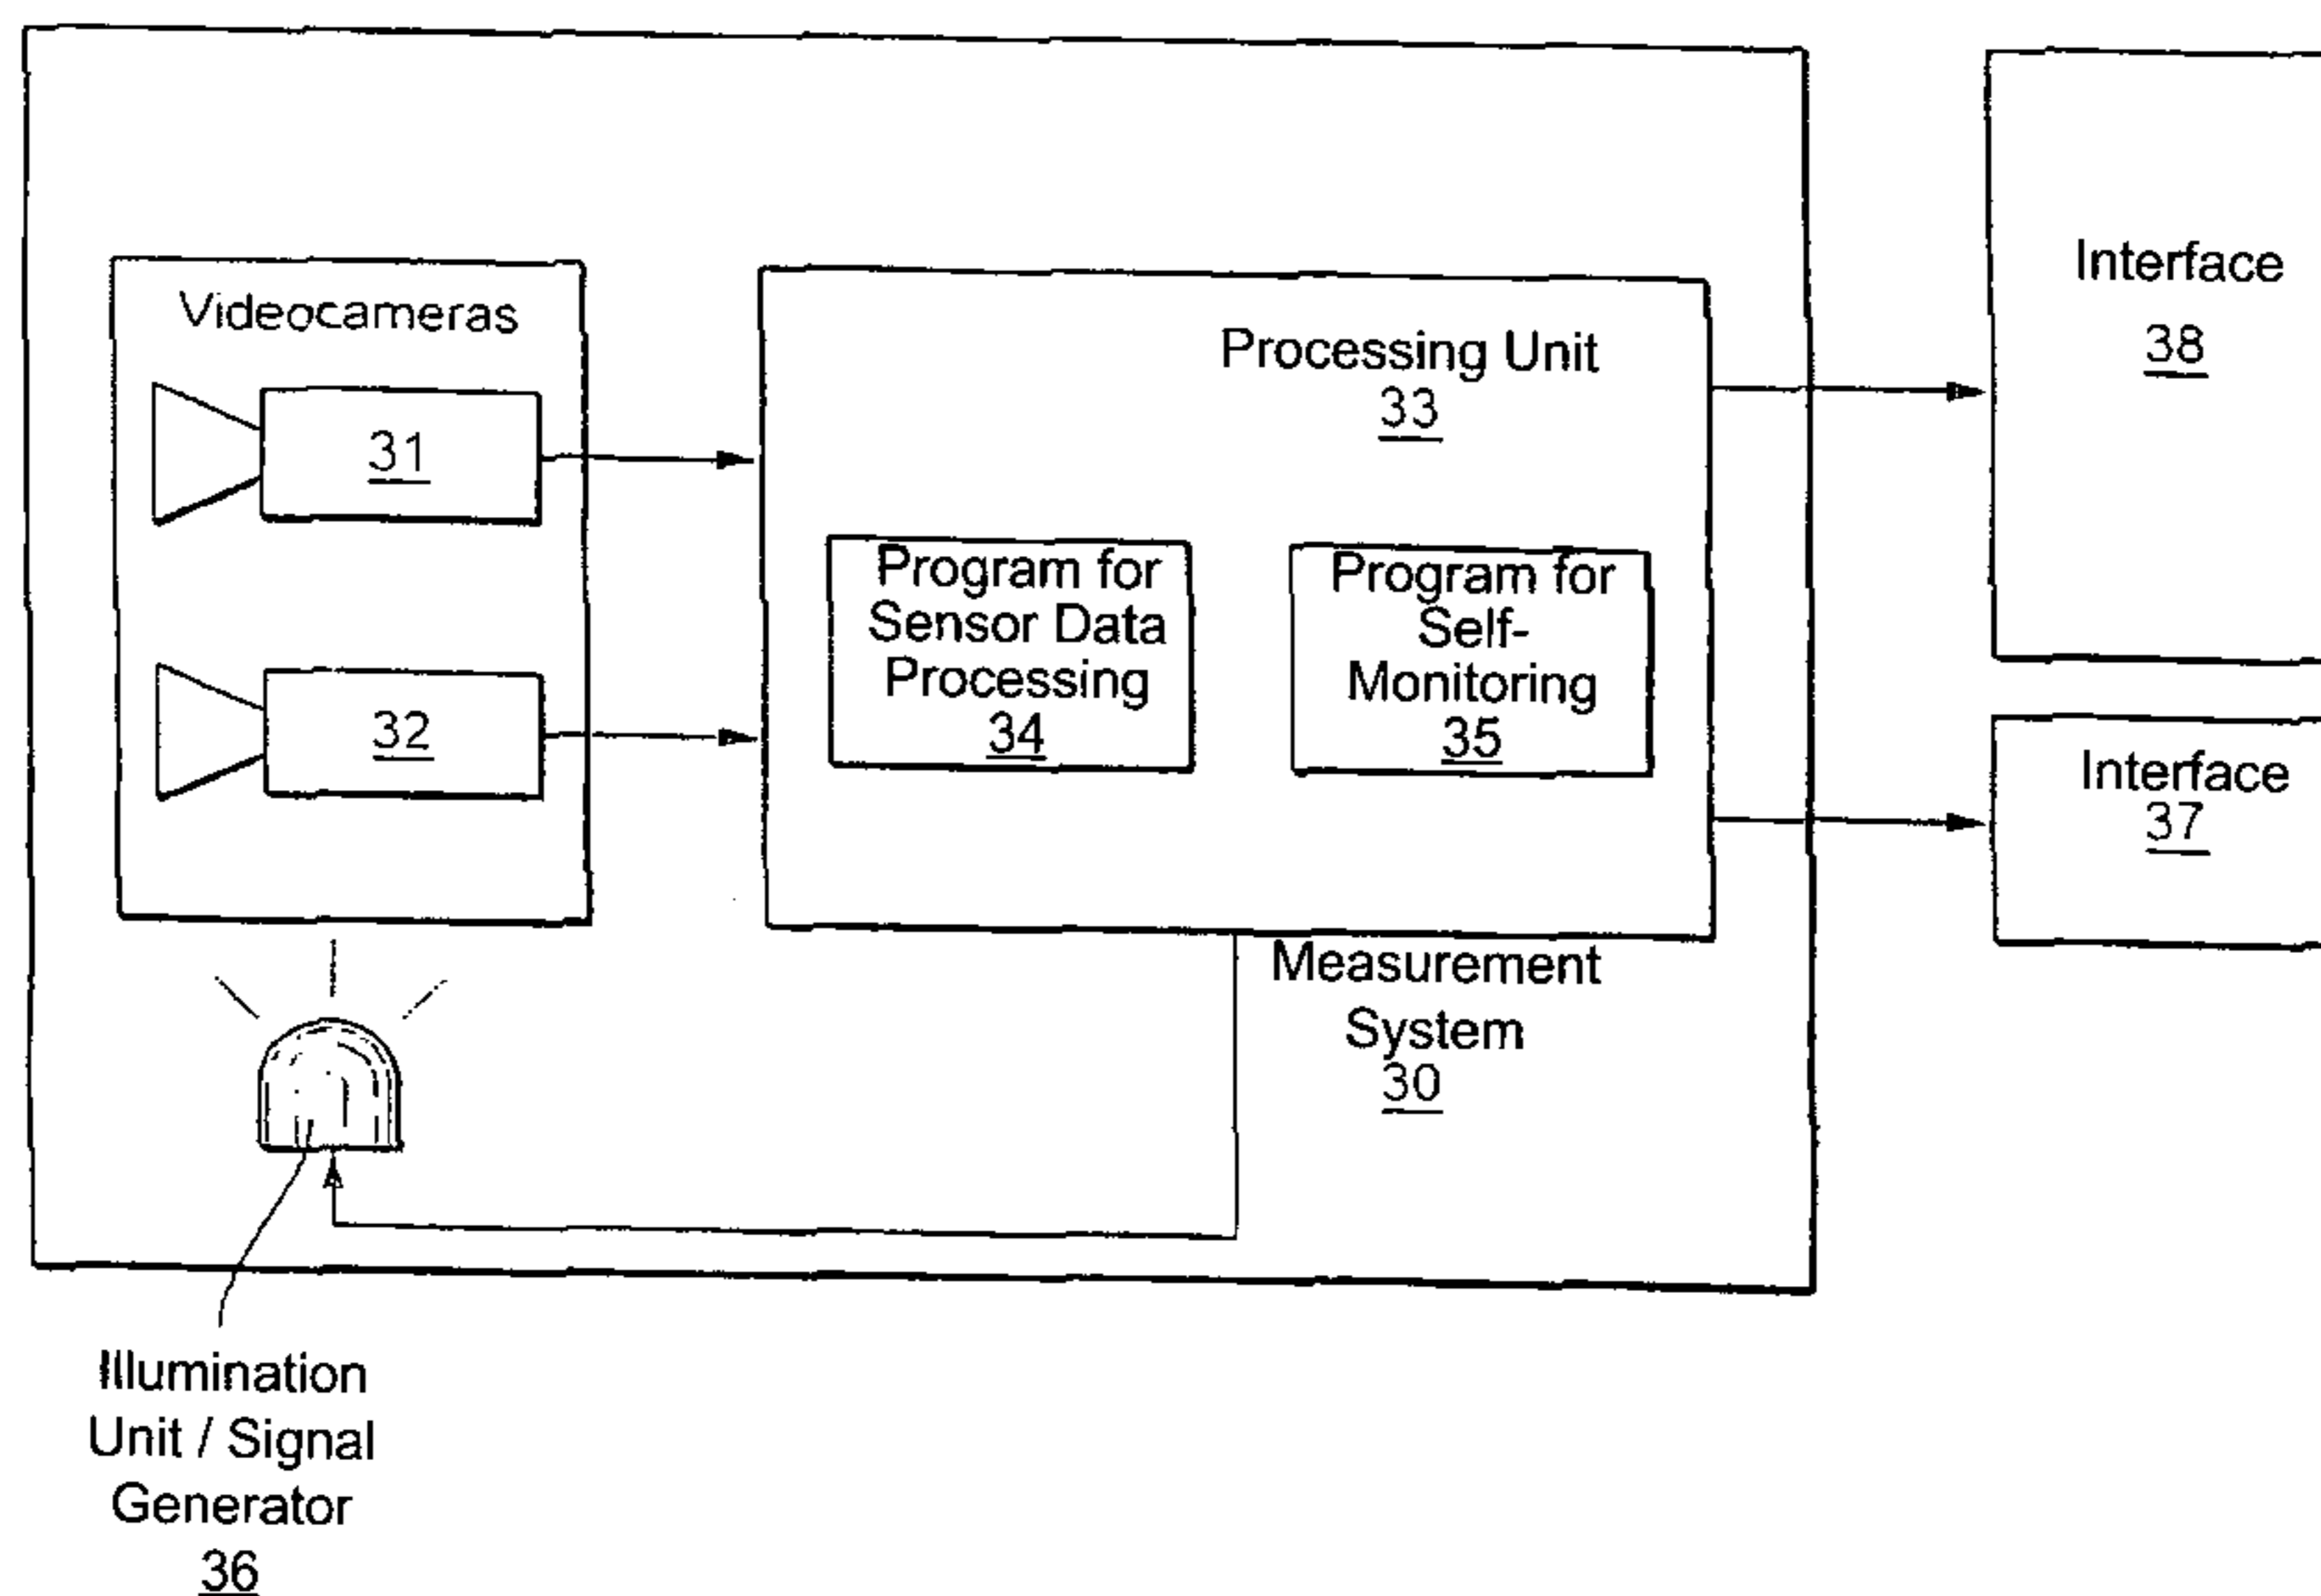 Videocameras
31
32
Processing Unit
33
Program for
Sensor Data
Processing
34
Program for
Self-
Monitoring
35
Interface
38
Interface
37
Measurement
System
30
Illumination
Unit / Signal
Generator
36